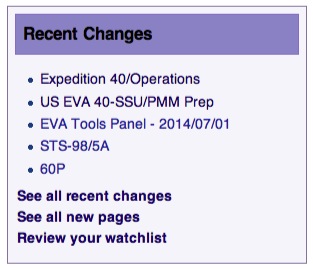 Recent Changes
Expedition 40/Operations
US EVA 40-SSU/PMM Prep
EVA Tools Panel - 2014/07/01
STS-98/5A
60P
See all recent changes
See all new pages
Review your watchlist